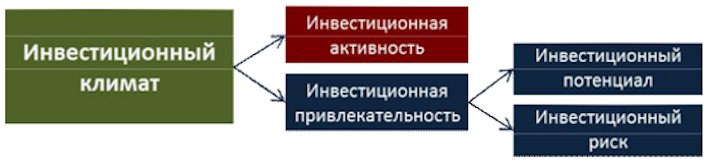 Инвестиционный
климат
Инвестиционная
активность
Инвестиционная
привлекательность
Инвестиционный
потенциал
Инвестиционный
риск